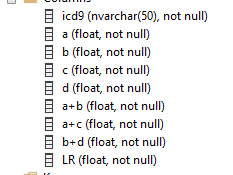 Columns
icd9 (nvarchar(50), not null)
a (float, not null)
b (float, not null)
c (float, not null)
d (float, not null)
a+b (float, not null)
a+c (float, not null)
b+d (float, not null)
LR (float, not null)